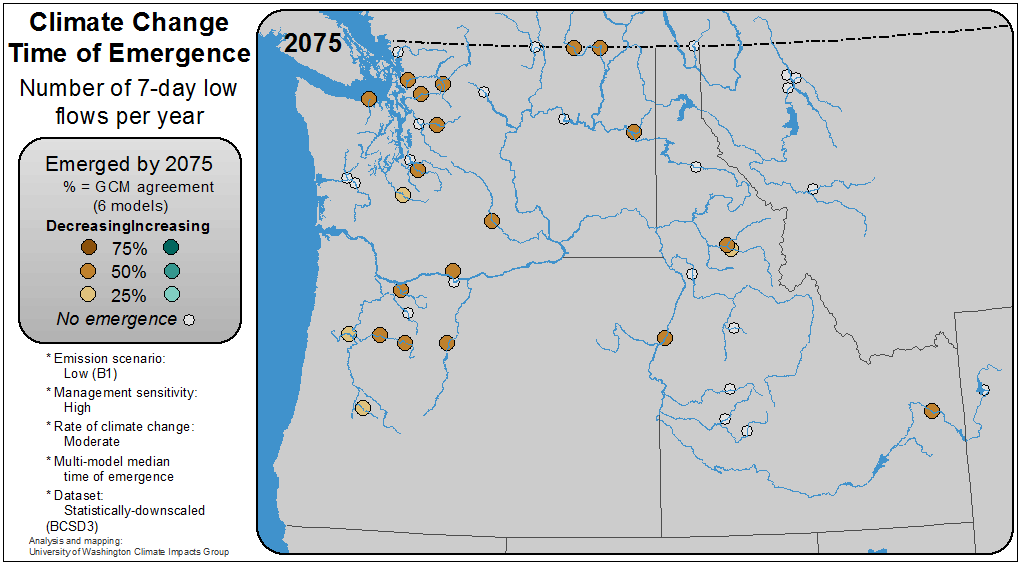 Climate Change
Time of Emergence
Number of 7-day low
flows per year
Emerged by 2075
% = GCM agreement
(6 models)
DecreasingIncreasing
75%
50%
25%
No emergence
* Emission scenario:
Low (B1)
* Management sensitivity:
High
* Rate of climate change:
Moderate
* Multi-model median
time of emergence
* Dataset:
Statistically-downscaled
(BCSD3)
Analysis and mapping:
University of Washington Climate Impacts Group
2075